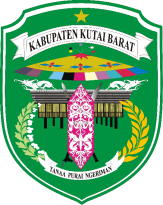 KABUPATEN KUTAI BARAT
TANAA PURAI NGERIMAN